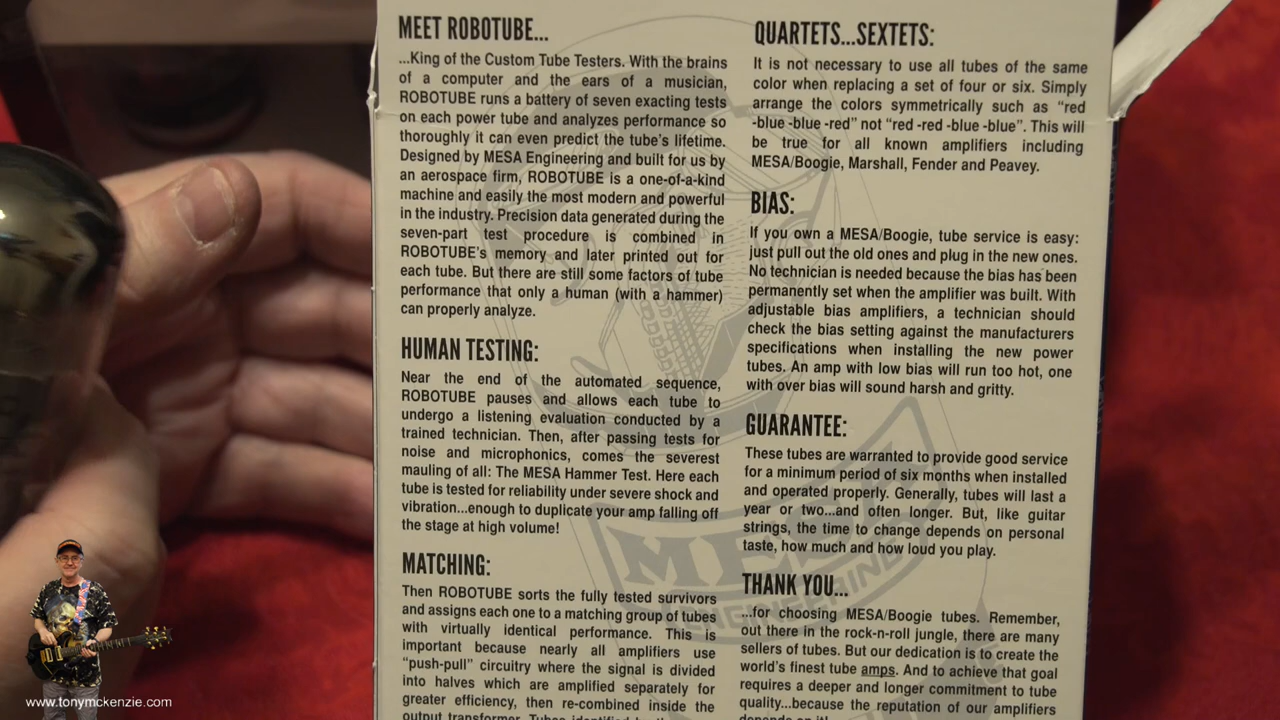 MEET ROBOTUBE...
...King of the Custom Tube Testers. With the brains
of a computer and the ears of a musician,
ROBOTUBE runs a battery of seven exacting tests
on each power tube and analyzes performance so
thoroughly it can even predict the tube's lifetime.
Designed by MESA Engineering and built for us by
an aerospace firm, ROBOTUBE is a one-of-a-kind
machine and easily the most modern and powerful
in the industry. Precision data generated during the
seven-part test procedure is combined in
ROBOTUBE's memory and later printed out for
each tube. But there are still some factors of tube
performance that only a human (with a hammer)
can properly analyze.
HUMAN TESTING:
Near the end of the automated sequence,
ROBOTUBE pauses and allows each tube to
undergo a listening evaluation conducted by a
trained technician. Then, after passing tests for
noise and microphonics, comes the severest
mauling of all: The MESA Hammer Test. Here each
tube is tested for reliability under severe shock and
vibration...enough to duplicate your amp falling off
the stage at high volume!
MATCHING:
Then ROBOTUBE sorts the fully tested survivors
and assigns each one to a matching group of tubes
with virtually identical performance. This is
important because nearly all amplifiers use
"push-pull" circuitry where the signal is divided
into halves which are amplified separately for
greater efficiency, then re-combined inside the
output transformer. Tubes identified by the
QUARTETS...SEXTETS:
It is not necessary to use all tubes of the same
color when replacing a set of four or six. Simply
arrange the colors symmetrically such as "red
-blue -blue -red" not "red -red -blue -blue". This will
be true for all known amplifiers including
MESA/Boogie, Marshall, Fender and Peavey.
BIAS:
If you own a MESA/Boogie, tube service is easy:
just pull out the old ones and plug in the new ones.
No technician is needed because the bias has been
permanently set when the amplifier was built. With
adjustable bias amplifiers, a technician should
check the bias setting against the manufacturers
specifications when installing the new power
tubes. An amp with low bias will run too hot, one
with over bias will sound harsh and gritty.
GUARANTEE:
These tubes are warranted to provide good service
for a minimum period of six months when installed
and operated properly. Generally, tubes will last a
year or two...and often longer. But, like guitar
strings, the time to change depends on personal
taste, how much and how loud you play.
THANK YOU...
...for choosing MESA/Boogie tubes. Remember,
out there in the rock-n-roll jungle, there are many
sellers of tubes. But our dedication is to create the
world's finest tube amps. And to achieve that goal
requires a deeper and longer commitment to tube
quality...because the reputation of our amplifiers
depends on it!
MESA
ENGINEERING
www.tonymckenzie.com